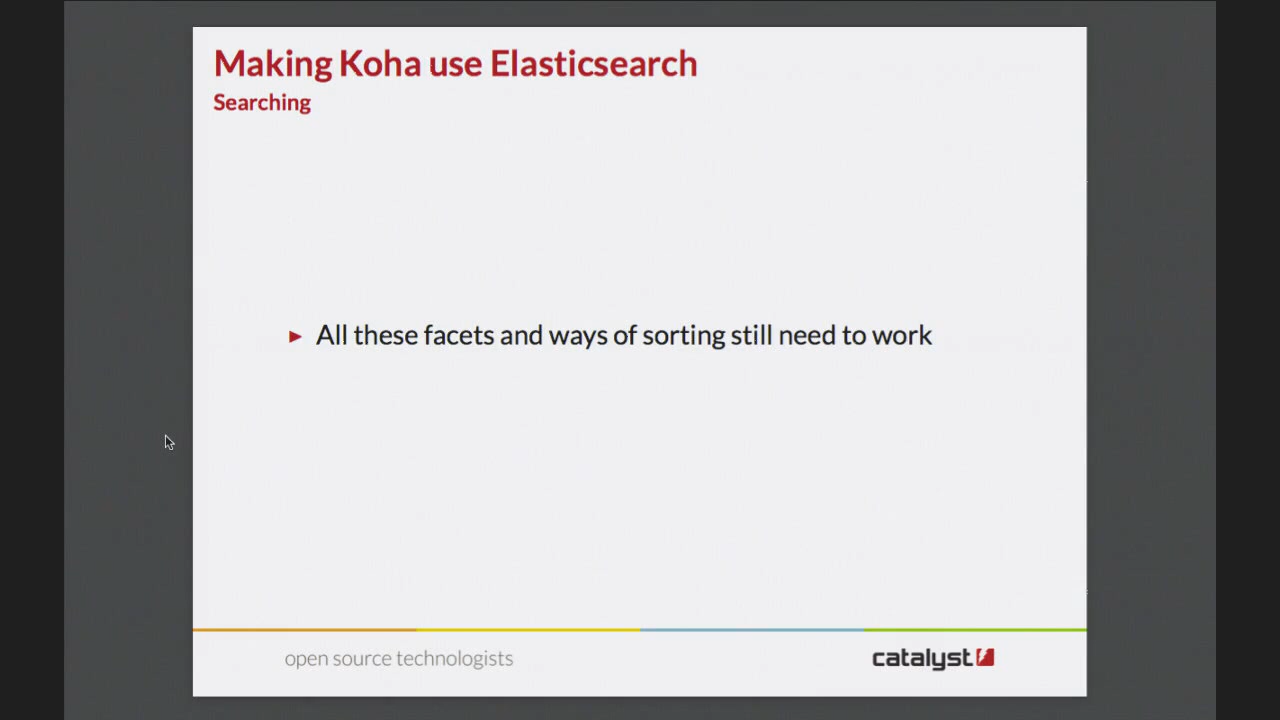 Making Koha use Elasticsearch
Searching
All these facets and ways of sorting still need to work
open source technologists
catalyst